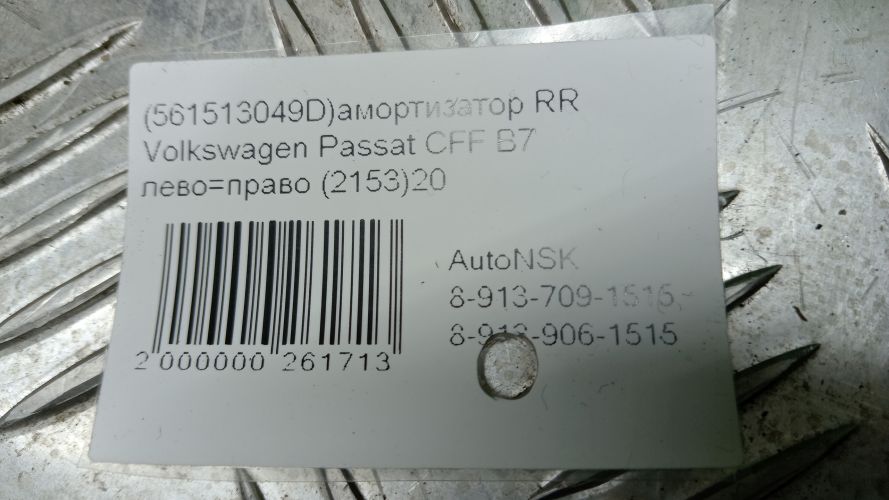 (561513049D)амортизатор RR
Volkswagen Passat CFF B7
лево=право (2153)20
AutoNSK
8-913-709-1515,
8-913-906-1515
2 000000 261713